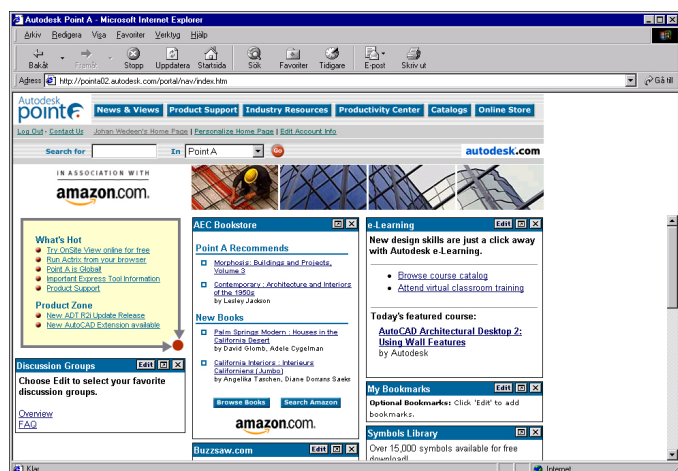 Autodesk Point A - Microsoft Internet Explorer
Arkiv Redigera Visa Favoriter Verktyg Hjälp
Bakåt Framåt Stopp Uppdatera Startsida Sök Favoriter Tidigare E-post Skriv ut
Adress http://pointa02.autodesk.com/portal/nav/index.htm Gå till
Autodesk
point A
News & Views Product Support Industry Resources Productivity Center Catalogs Online Store
Log Out - Contact Us Johan Wedeen's Home Page | Personalize Home Page | Edit Account Info
Search for In Point A Go autodesk.com
IN ASSOCIATION WITH
amazon.com.
What's Hot
Try OnSite View online for free
Run Actrix from your browser
Point A is Global!
Important Express Tool Information
Product Support
Product Zone
New ADT R2i Update Release
New AutoCAD Extension available
Discussion Groups Edit
Choose Edit to select your favorite
discussion groups.
Overview
FAQ
AEC Bookstore
Point A Recommends
Morphosis: Buildings and Projects,
Volume 3
Contemporary : Architecture and Interiors
of the 1950s
by Lesley Jackson
New Books
Palm Springs Modern : Houses in the
California Desert
by David Glomb, Adele Cygelman
California Interiors : Interieurs
Californiens (Jumbo)
by Angelika Taschen, Diane Dorrans Saeks
Browse Books Search Amazon
amazon.com.
Buzzsaw.com Edit
e-Learning Edit
New design skills are just a click away
with Autodesk e-Learning.
Browse course catalog
Attend virtual classroom training
Today's featured course:
AutoCAD Architectural Desktop 2:
Using Wall Features
by Autodesk
My Bookmarks Edit
Optional Bookmarks: Click 'Edit' to add
bookmarks.
Symbols Library
Over 15,000 symbols available for free
download!
Klar Internet